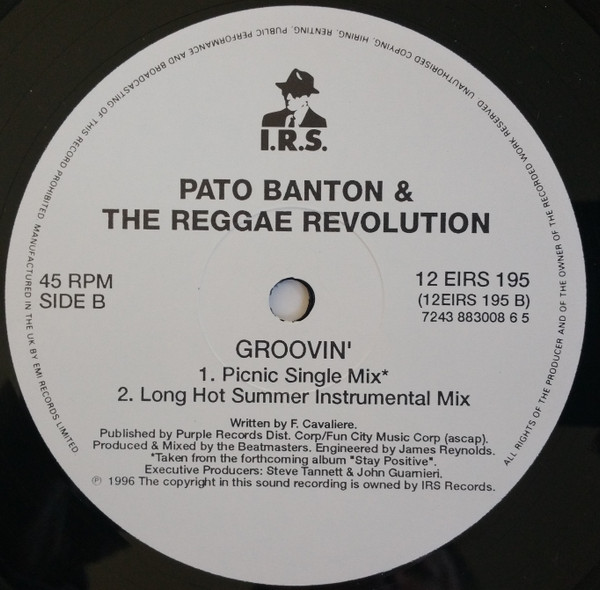 I.R.S.
PATO BANTON &
THE REGGAE REVOLUTION
45 RPM
SIDE B
12 EIRS 195
(12EIRS 195 B)
7243 883008 6 5
GROOVIN'
1. Picnic Single Mix*
2. Long Hot Summer Instrumental Mix
Written by F. Cavaliere.
Published by Purple Records Dist. Corp/Fun City Music Corp (ascap).
Produced & Mixed by the Beatmasters. Engineered by James Reynolds.
*Taken from the forthcoming album "Stay Positive".
Executive Producers: Steve Tannett & John Guarnieri.
℗ 1996 The copyright in this sound recording is owned by IRS Records.
ALL RIGHTS OF THE PRODUCER AND OF THE OWNER OF THE RECORDED WORK RESERVED UNAUTHORISED COPYING, HIRING, RENTING, PUBLIC PERFORMANCE AND BROADCASTING OF THIS RECORD PROHIBITED MANUFACTURED IN THE UK BY EMI RECORDS LIMITED